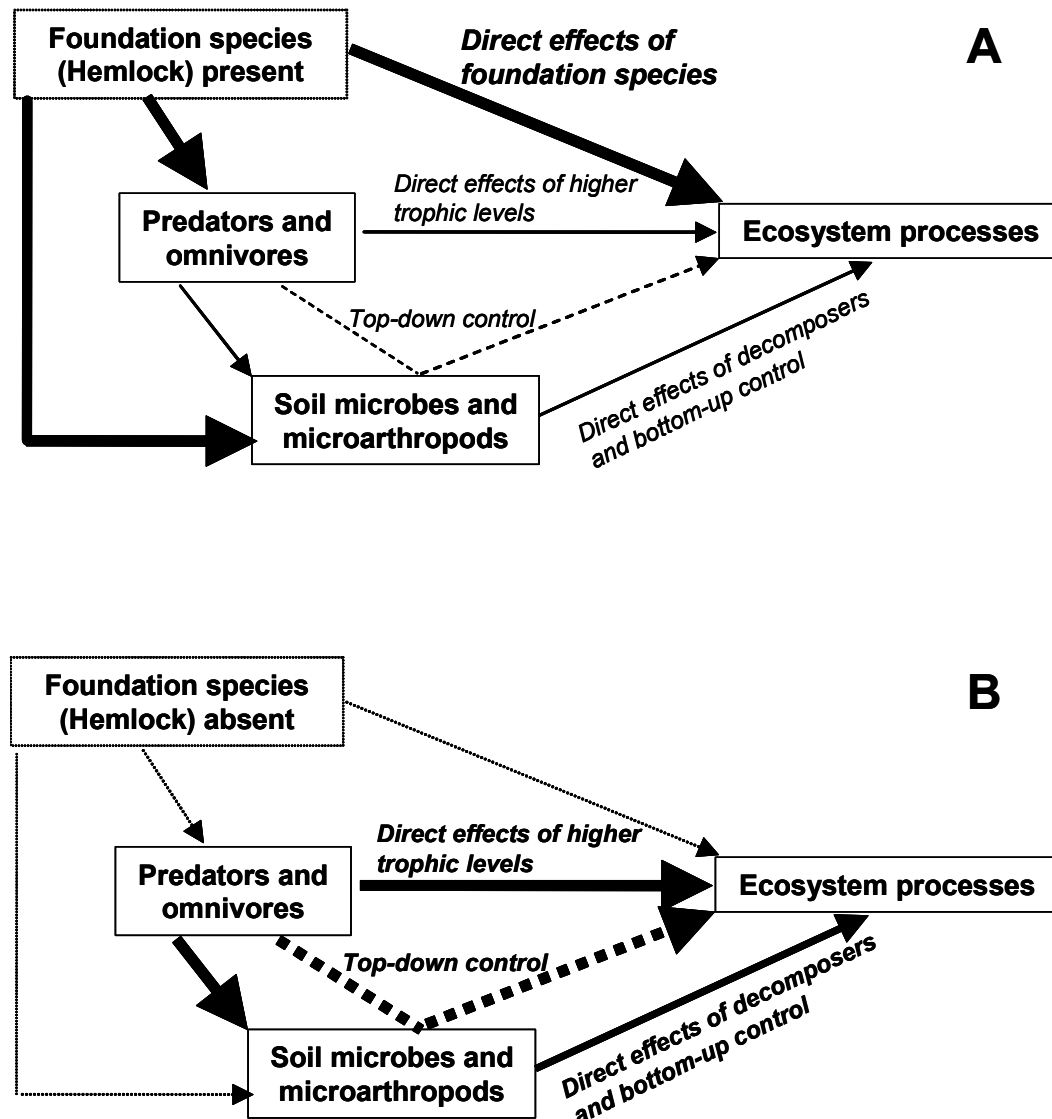 Foundation species
(Hemlock) present
Direct effects of
foundation species
A
Direct effects of higher
trophic levels
Predators and
omnivores
Ecosystem processes
Top-down control
Soil microbes and
microarthropods
Direct effects of decomposers
and bottom-up control
Foundation species
(Hemlock) absent
B
Direct effects of higher
trophic levels
Predators and
omnivores
Ecosystem processes
Top-down control
Soil microbes and
microarthropods
Direct effects of decomposers
and bottom-up control